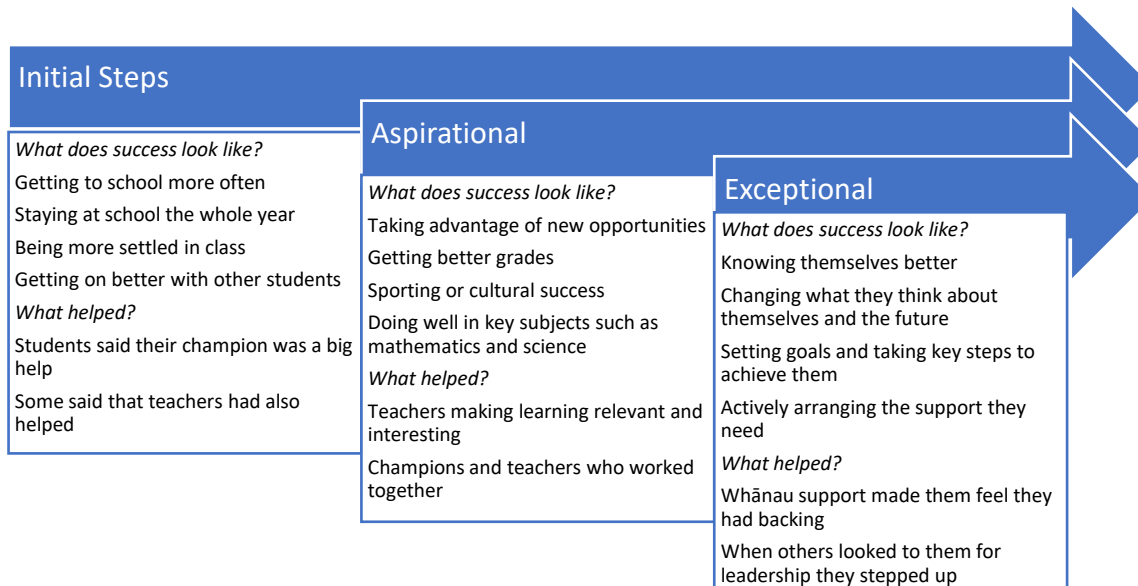 Initial Steps
What does success look like?
Getting to school more often
Staying at school the whole year
Being more settled in class
Getting on better with other students
What helped?
Students said their champion was a big
help
Some said that teachers had also
helped
Aspirational
What does success look like?
Taking advantage of new opportunities
Getting better grades
Sporting or cultural success
Doing well in key subjects such as
mathematics and science
What helped?
Teachers making learning relevant and
interesting
Champions and teachers who worked
together
Exceptional
What does success look like?
Knowing themselves better
Changing what they think about
themselves and the future
Setting goals and taking key steps to
achieve them
Actively arranging the support they
need
What helped?
Whānau support made them feel they
had backing
When others looked to them for
leadership they stepped up